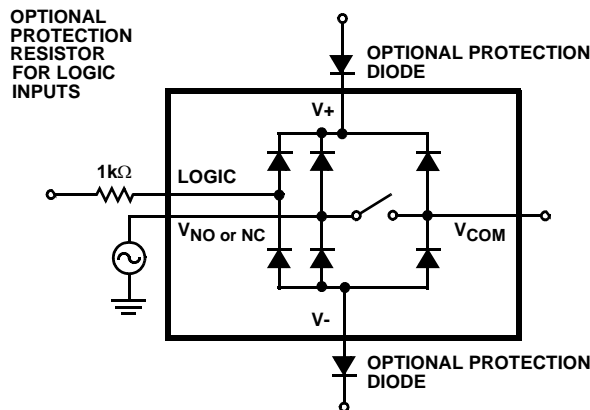 OPTIONAL
PROTECTION
RESISTOR
FOR LOGIC
INPUTS
OPTIONAL PROTECTION
DIODE
V+
1kΩ
LOGIC
VNO or NC
VCOM
V-
OPTIONAL PROTECTION
DIODE